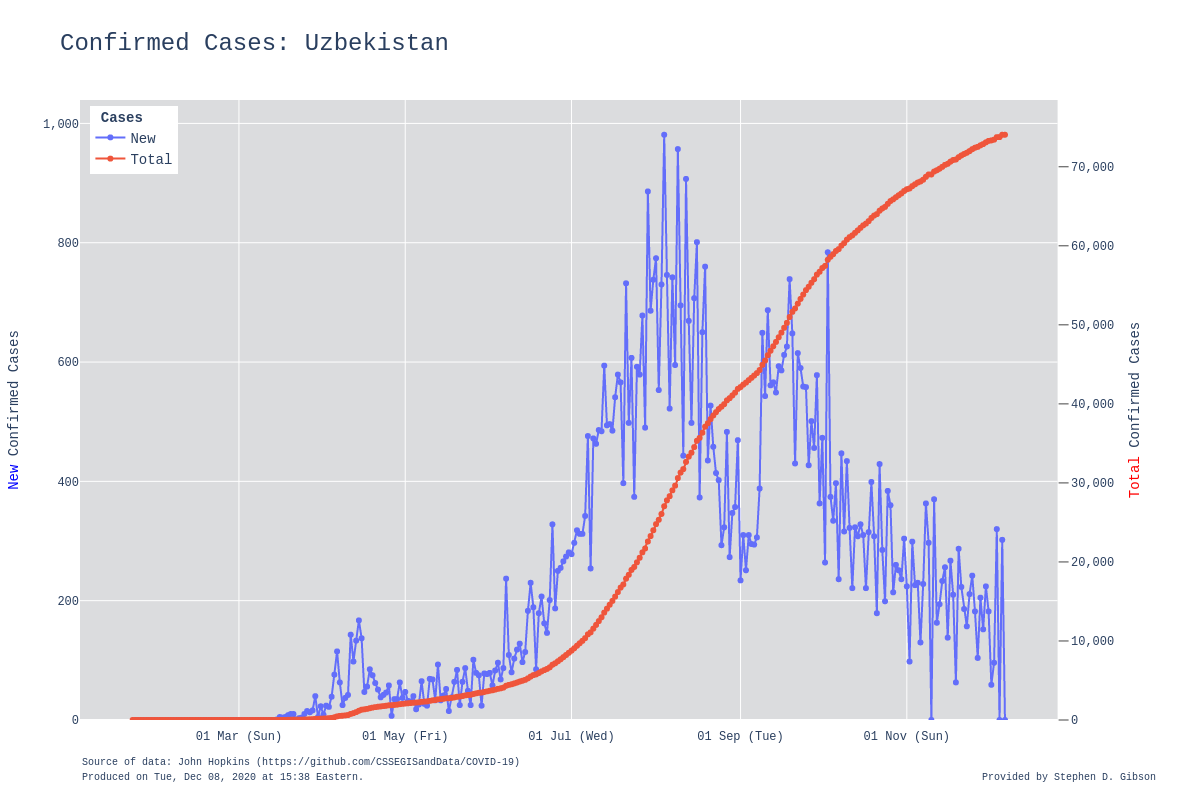 Confirmed Cases: Uzbekistan
Cases
New
Total
1,000
800
600
400
200
0
70,000
60,000
50,000
40,000
30,000
20,000
10,000
0
New Confirmed Cases
Total Confirmed Cases
01 Mar (Sun)
01 May (Fri)
01 Jul (Wed)
01 Sep (Tue)
01 Nov (Sun)
Source of data: John Hopkins (https://github.com/CSSEGISandData/COVID-19)
Produced on Tue, Dec 08, 2020 at 15:38 Eastern.
Provided by Stephen D. Gibson